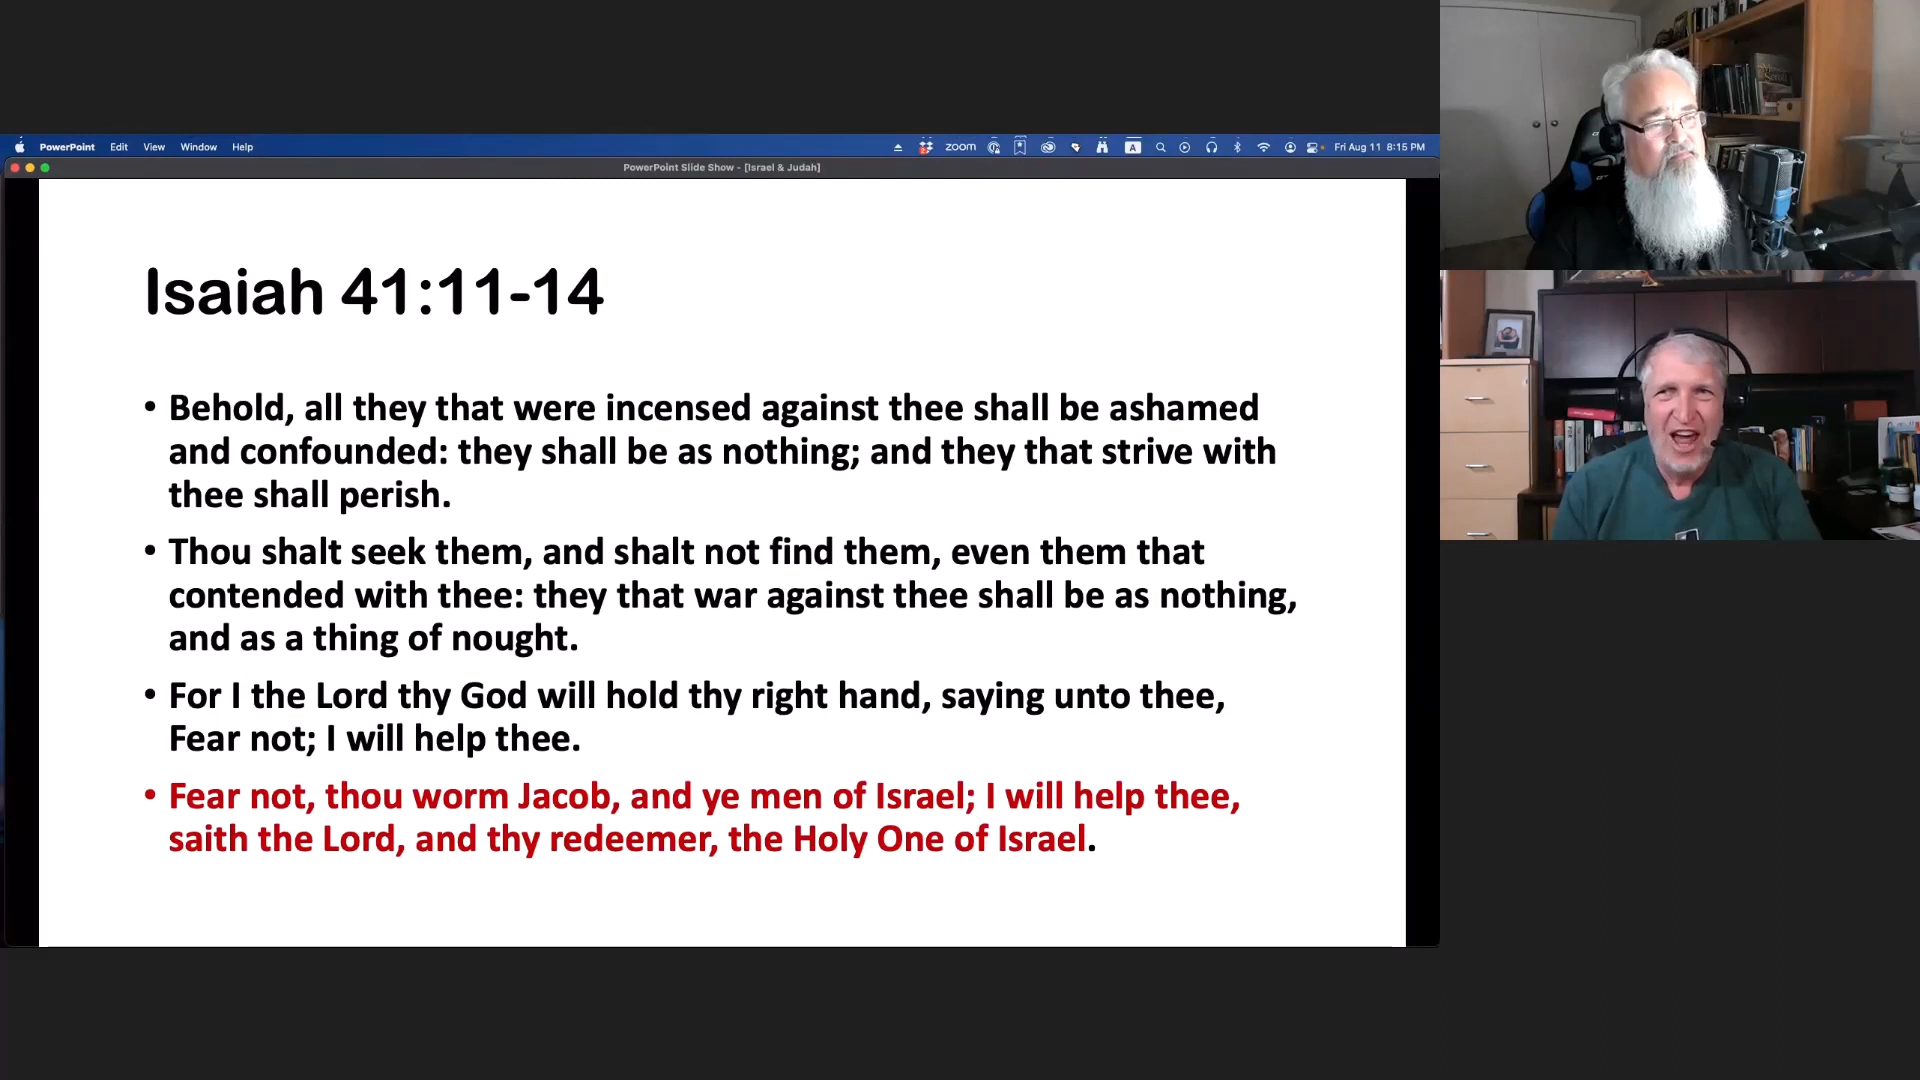 PowerPoint Edit View Window Help
zoom A Fri Aug 11 8:15 PM
PowerPoint Slide Show - [Israel & Judah]
Isaiah 41:11-14
• Behold, all they that were incensed against thee shall be ashamed
and confounded: they shall be as nothing; and they that strive with
thee shall perish.
• Thou shalt seek them, and shalt not find them, even them that
contended with thee: they that war against thee shall be as nothing,
and as a thing of nought.
• For I the Lord thy God will hold thy right hand, saying unto thee,
Fear not; I will help thee.
• Fear not, thou worm Jacob, and ye men of Israel; I will help thee,
saith the Lord, and thy redeemer, the Holy One of Israel.